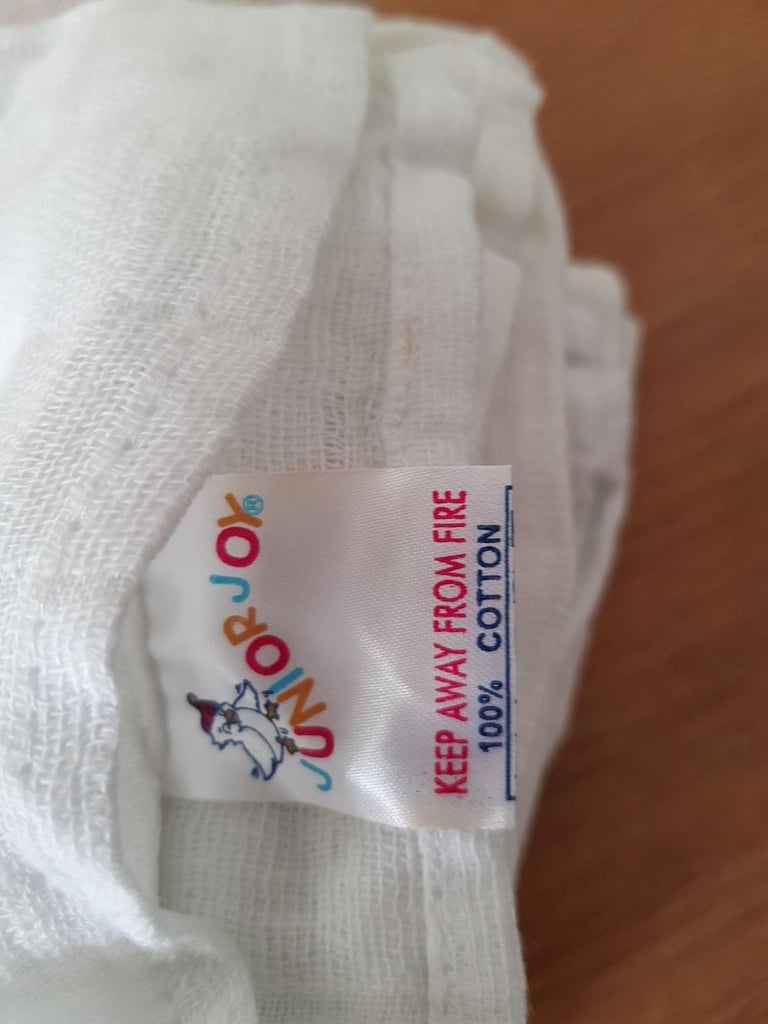 JUNIOR JOY®
KEEP AWAY FROM FIRE
100% COTTON